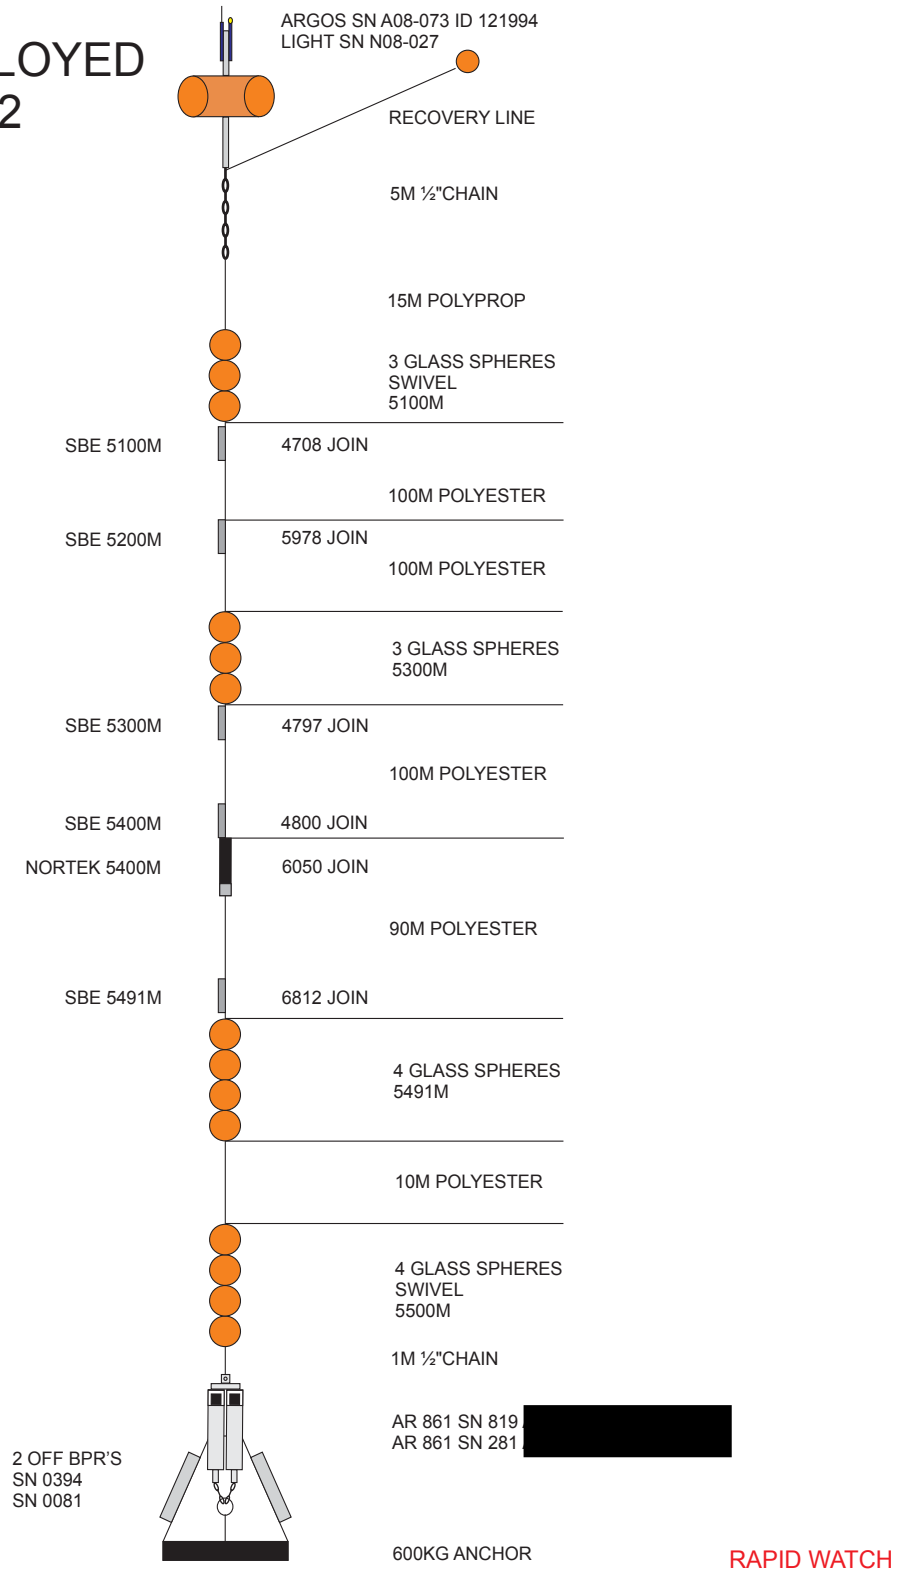 ARGOS SN A08-073 ID 121994
LIGHT SN N08-027
LOYED
2
RECOVERY LINE
5M ½"CHAIN
15M POLYPROP
3 GLASS SPHERES
SWIVEL
5100M
SBE 5100M
4708 JOIN
100M POLYESTER
SBE 5200M
5978 JOIN
100M POLYESTER
3 GLASS SPHERES
5300M
SBE 5300M
4797 JOIN
100M POLYESTER
SBE 5400M
4800 JOIN
NORTEK 5400M
6050 JOIN
90M POLYESTER
SBE 5491M
6812 JOIN
4 GLASS SPHERES
5491M
10M POLYESTER
4 GLASS SPHERES
SWIVEL
5500M
1M ½"CHAIN
AR 861 SN 819
AR 861 SN 281
2 OFF BPR'S
SN 0394
SN 0081
600KG ANCHOR
RAPID WATCH